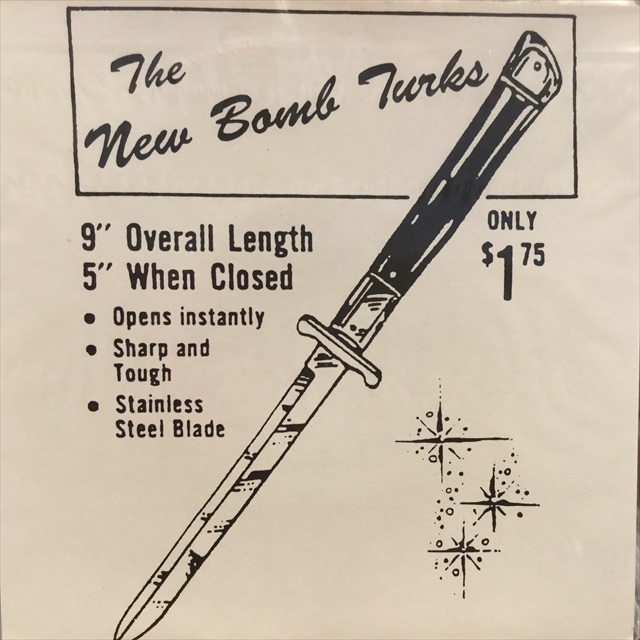 The
New Bomb Turks
9" Overall Length
5" When Closed
• Opens instantly
• Sharp and
Tough
• Stainless
Steel Blade
ONLY
$1 75